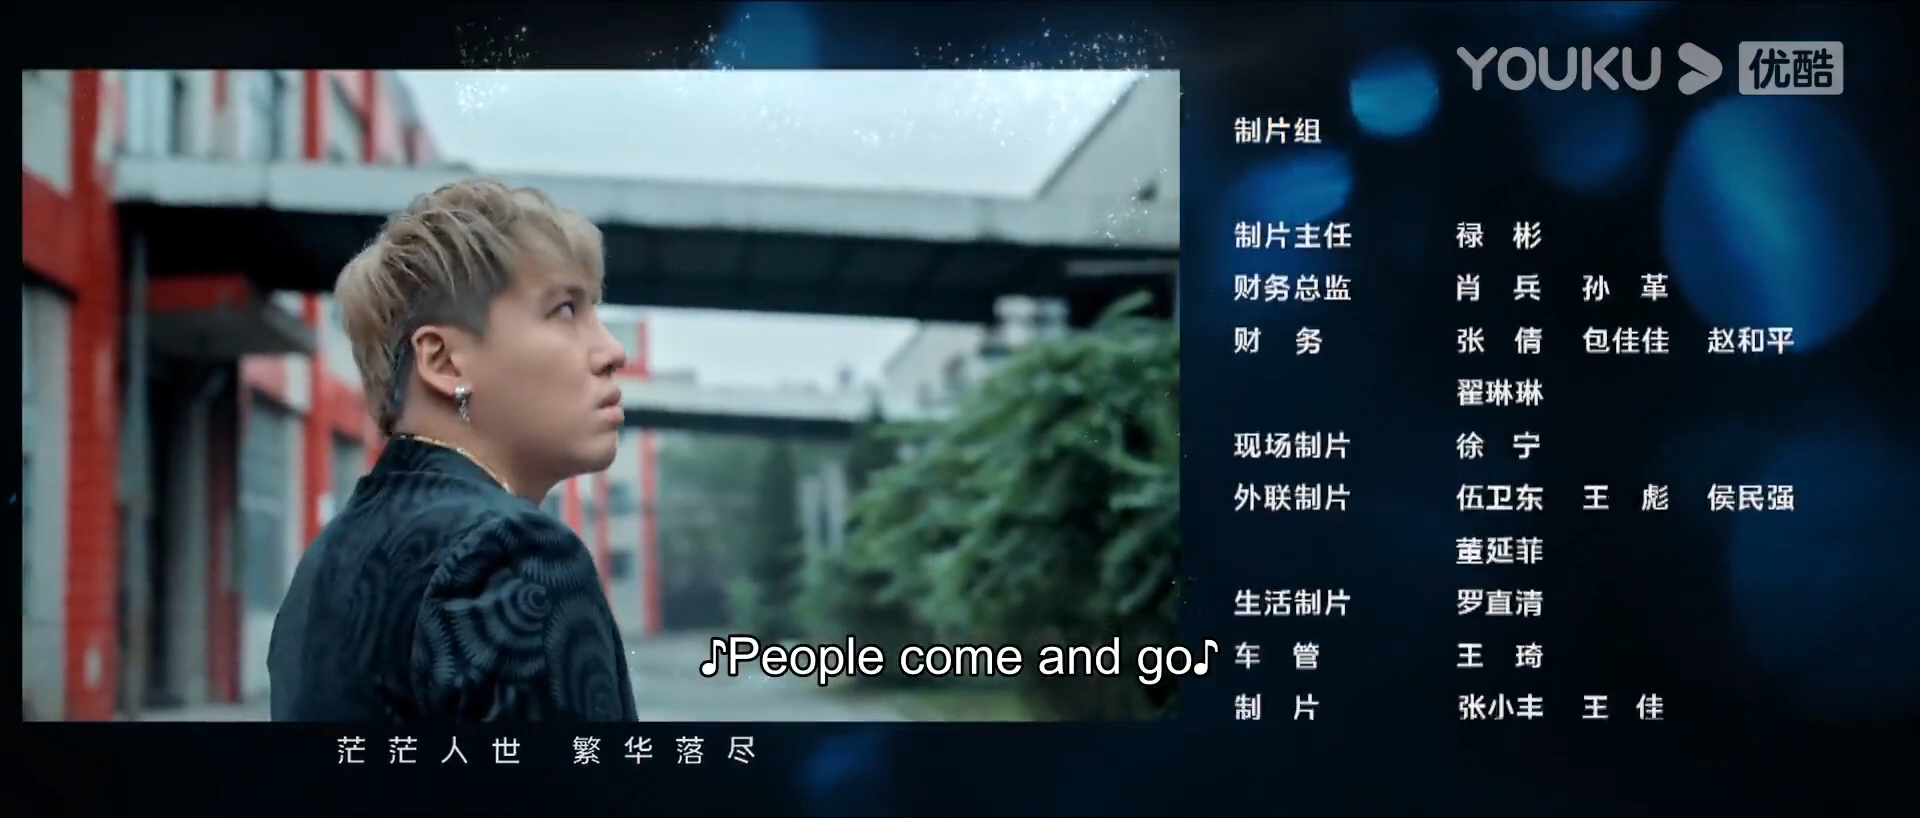 YOUKU 优酷
制片组
制片主任 禄 彬
财务总监 肖 兵 孙 革
财 务 张 倩 包佳佳 赵和平
翟琳琳
现场制片 徐 宁
外联制片 伍卫东 王 彪 侯民强
董延菲
生活制片 罗直清
♪People come and go♪
车 管 王 琦
制 片 张小丰 王 佳
茫茫人世 繁华落尽